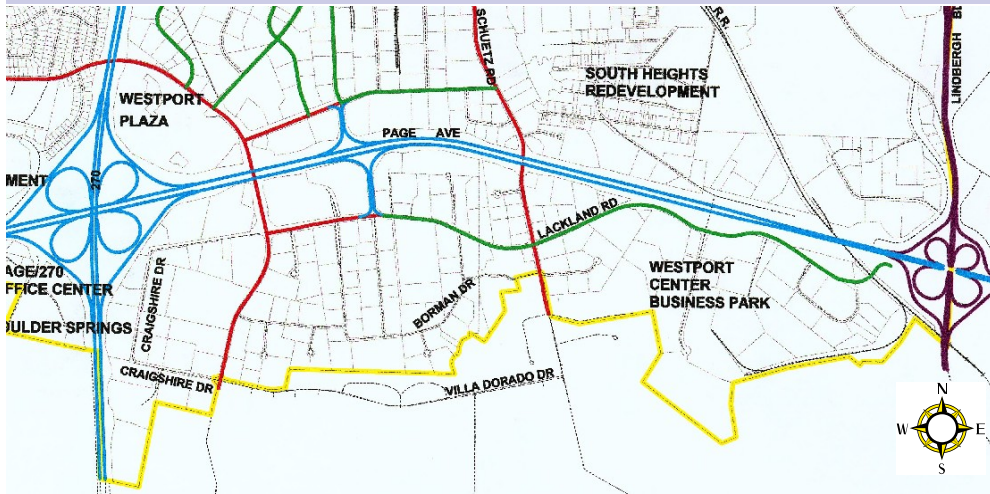 SCHUETZ RD
R.R.
LINDBERGH
SOUTH HEIGHTS
REDEVELOPMENT
WESTPORT
PLAZA
PAGE AVE
MENT
270
LACKLAND RD
AGE/270
FFICE CENTER
CRAIGSHIRE DR
WESTPORT
CENTER
BUSINESS PARK
BORMAN DR
OULDER SPRINGS
CRAIGSHIRE DR
VILLA DORADO DR
N
W
E
S